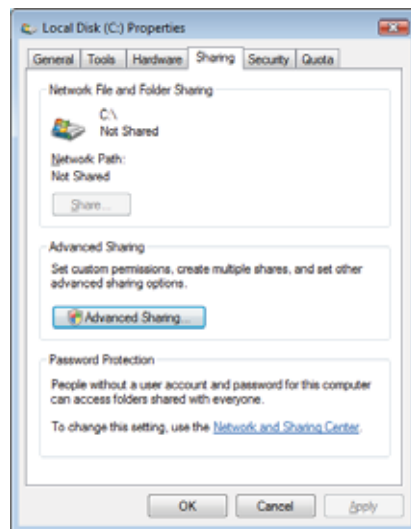 Local Disk (C:) Properties
General Tools Hardware Sharing Security Quota
Network File and Folder Sharing
C:\
Not Shared
Network Path:
Not Shared
Share...
Advanced Sharing
Set custom permissions, create multiple shares, and set other
advanced sharing options.
Advanced Sharing...
Password Protection
People without a user account and password for this computer
can access folders shared with everyone.
To change this setting, use the Network and Sharing Center.
OK Cancel Apply